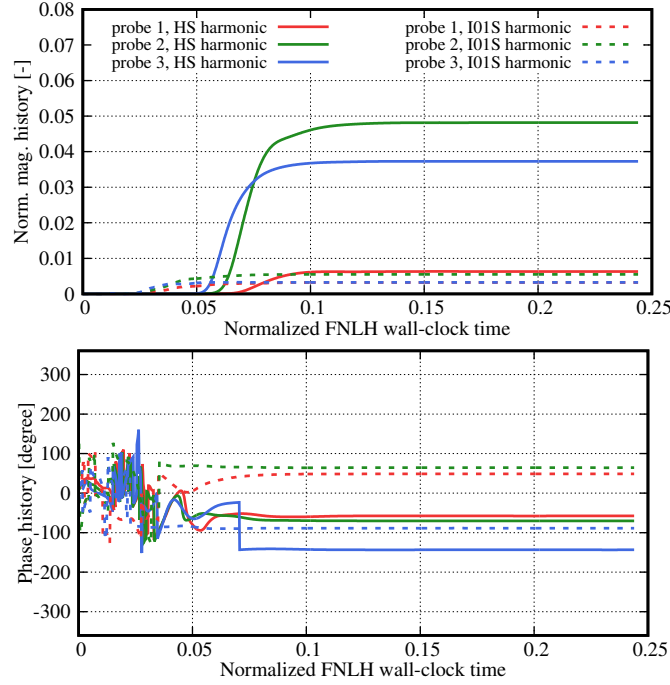 0.08
0.07
0.06
0.05
0.04
0.03
0.02
0.01
0
Norm. mag. history [-]
probe 1, HS harmonic
probe 2, HS harmonic
probe 3, HS harmonic
probe 1, I01S harmonic
probe 2, I01S harmonic
probe 3, I01S harmonic
0 0.05 0.1 0.15 0.2 0.25
Normalized FNLH wall-clock time
300
200
100
0
-100
-200
-300
Phase history [degree]
0 0.05 0.1 0.15 0.2 0.25
Normalized FNLH wall-clock time